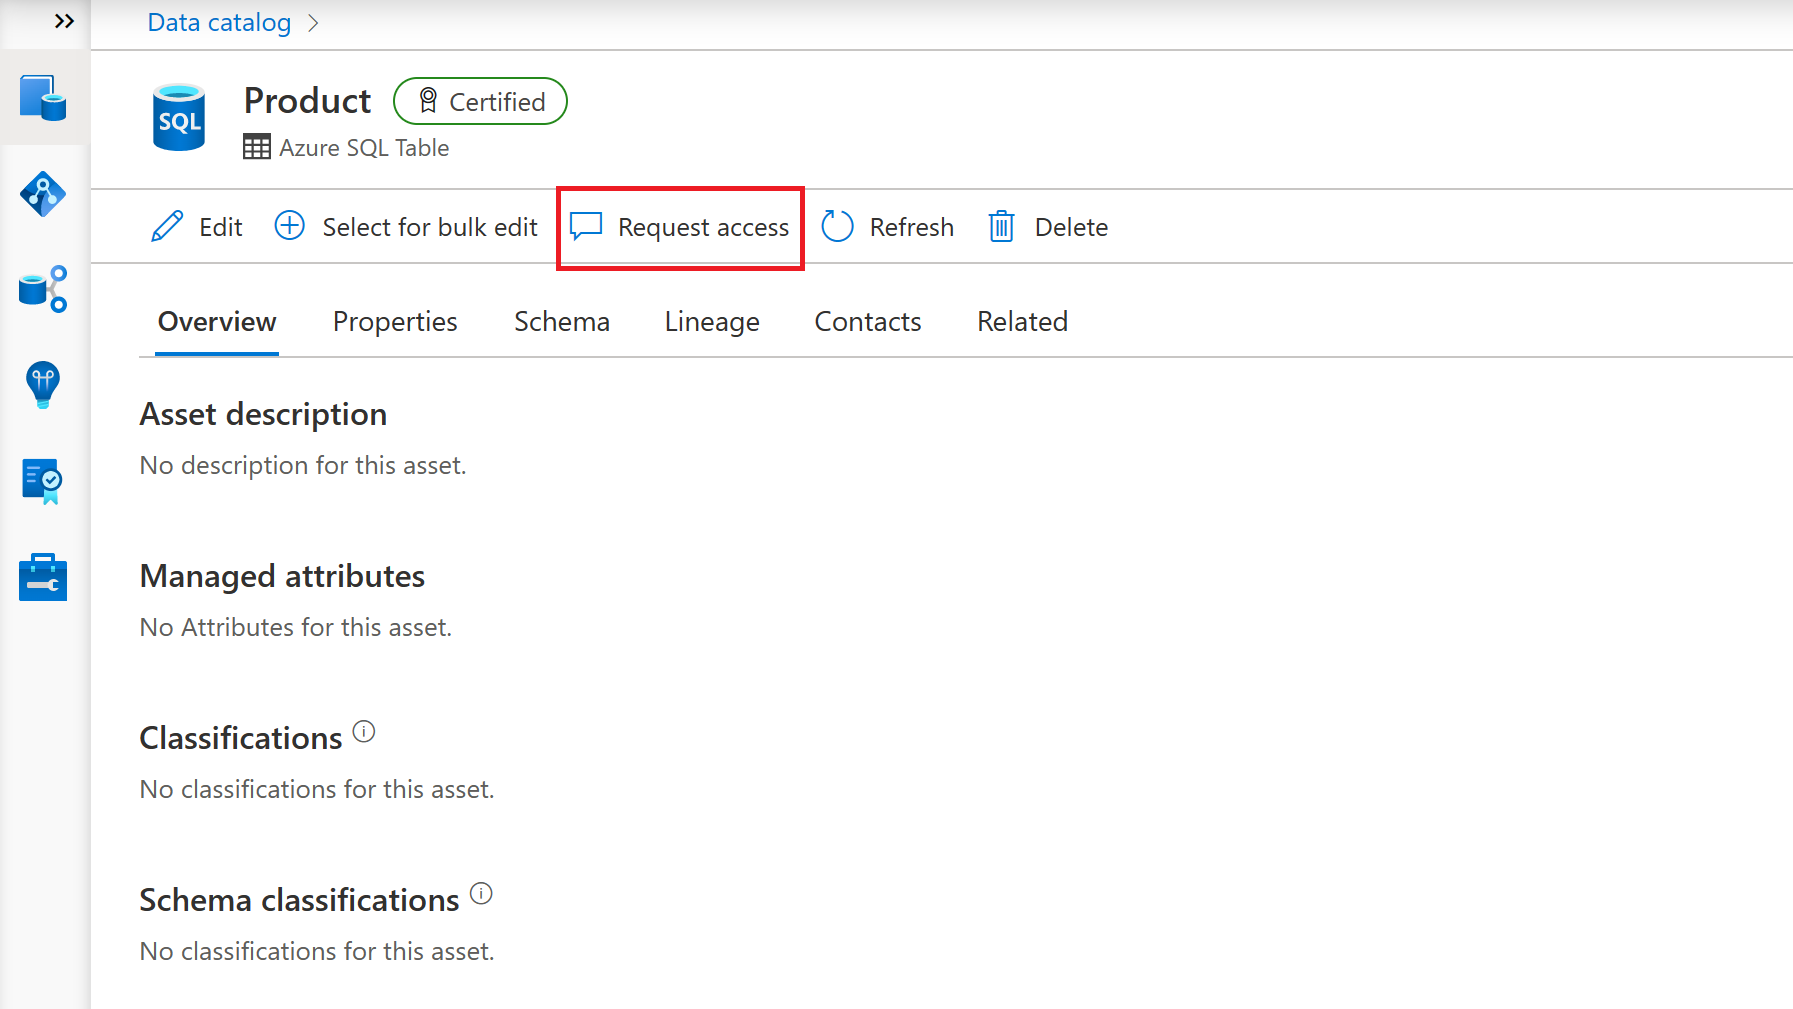 Data catalog
SQL
Product
Certified
Azure SQL Table
Edit
Select for bulk edit
Request access
Refresh
Delete
Overview
Properties
Schema
Lineage
Contacts
Related
Asset description
No description for this asset.
Managed attributes
No Attributes for this asset.
Classifications
No classifications for this asset.
Schema classifications
No classifications for this asset.